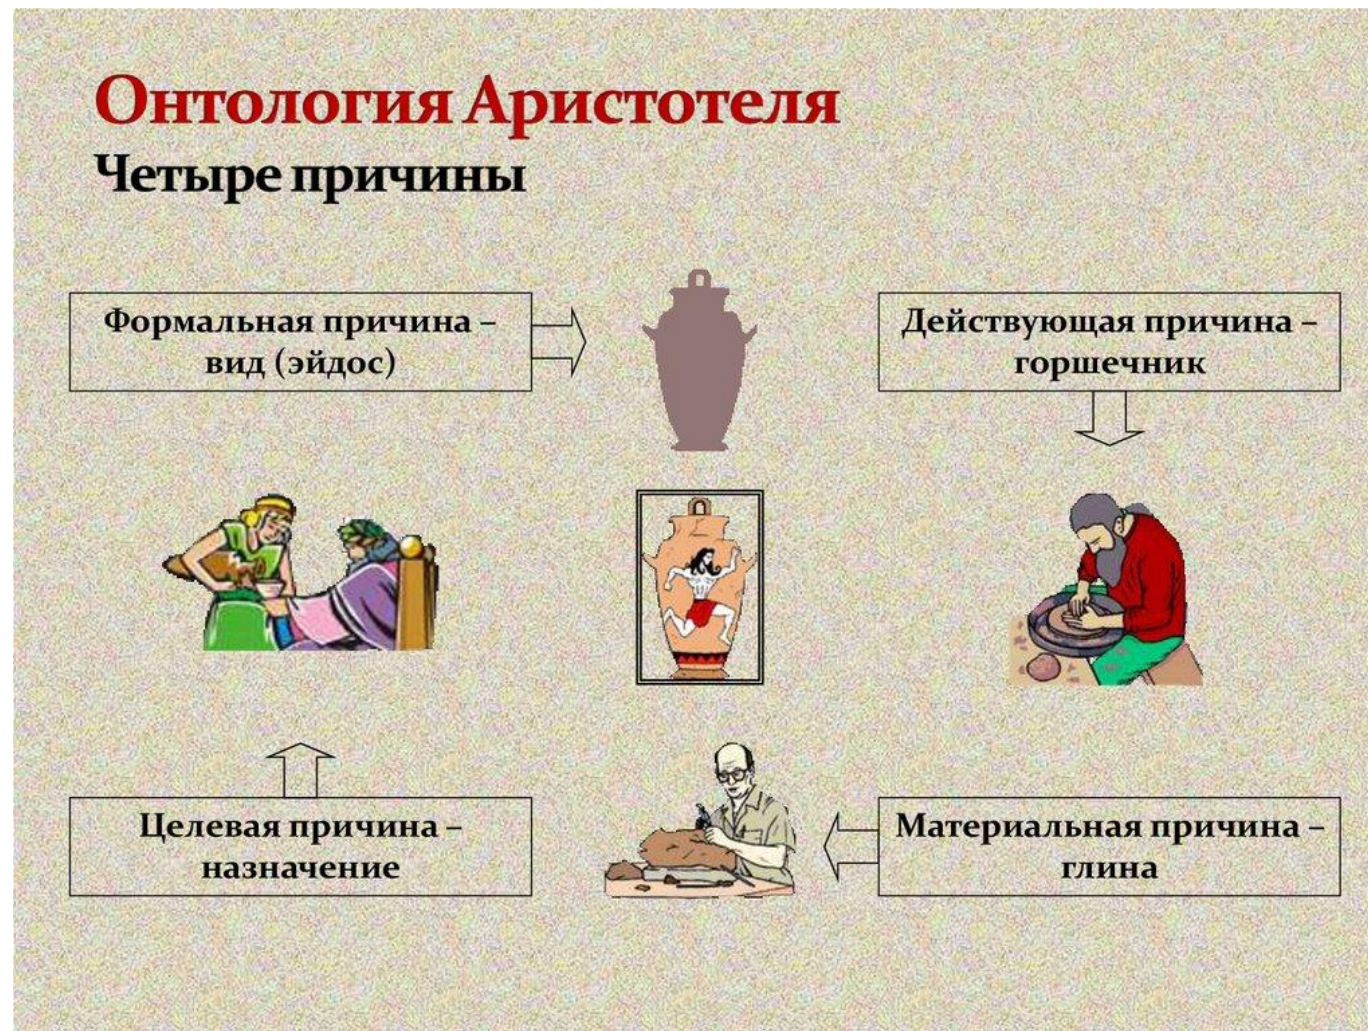 Онтология Аристотеля
Четыре причины
Формальная причина –
вид (эйдос)
Действующая причина –
горшечник
Целевая причина –
назначение
Материальная причина –
глина